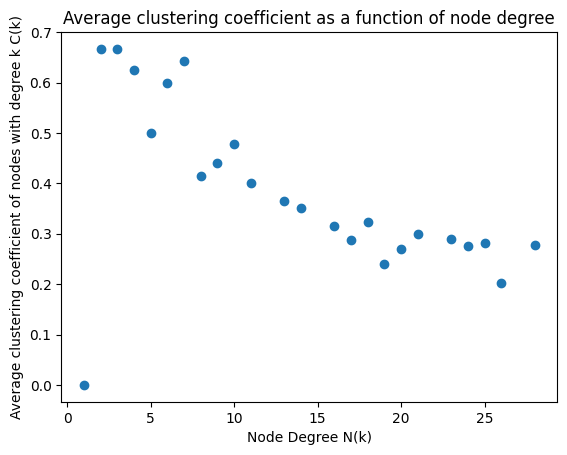 Average clustering coefficient as a function of node degree
Average clustering coefficient of nodes with degree k C(k)
0.7
0.6
0.5
0.4
0.3
0.2
0.1
0.0
0 5 10 15 20 25
Node Degree N(k)